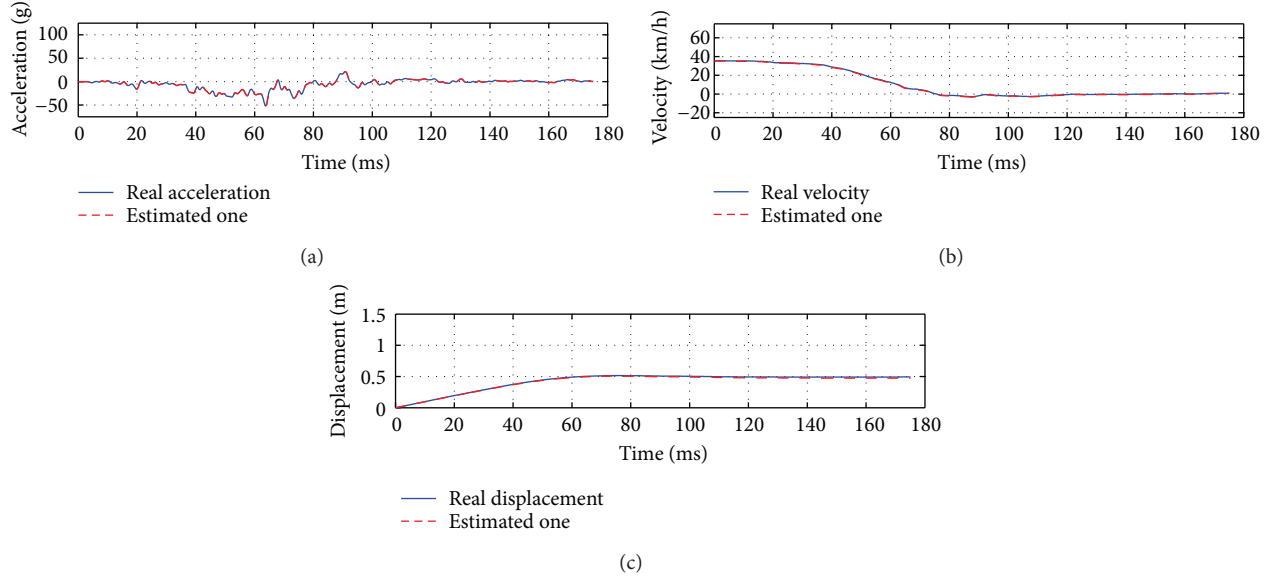 Acceleration (g)
100
50
0
−50
0 20 40 60 80 100 120 140 160 180
Time (ms)
Real acceleration
Estimated one
(a)
Velocity (km/h)
60
40
20
0
−20
0 20 40 60 80 100 120 140 160 180
Time (ms)
Real velocity
Estimated one
(b)
Displacement (m)
1.5
1
0.5
0
0 20 40 60 80 100 120 140 160 180
Time (ms)
Real displacement
Estimated one
(c)